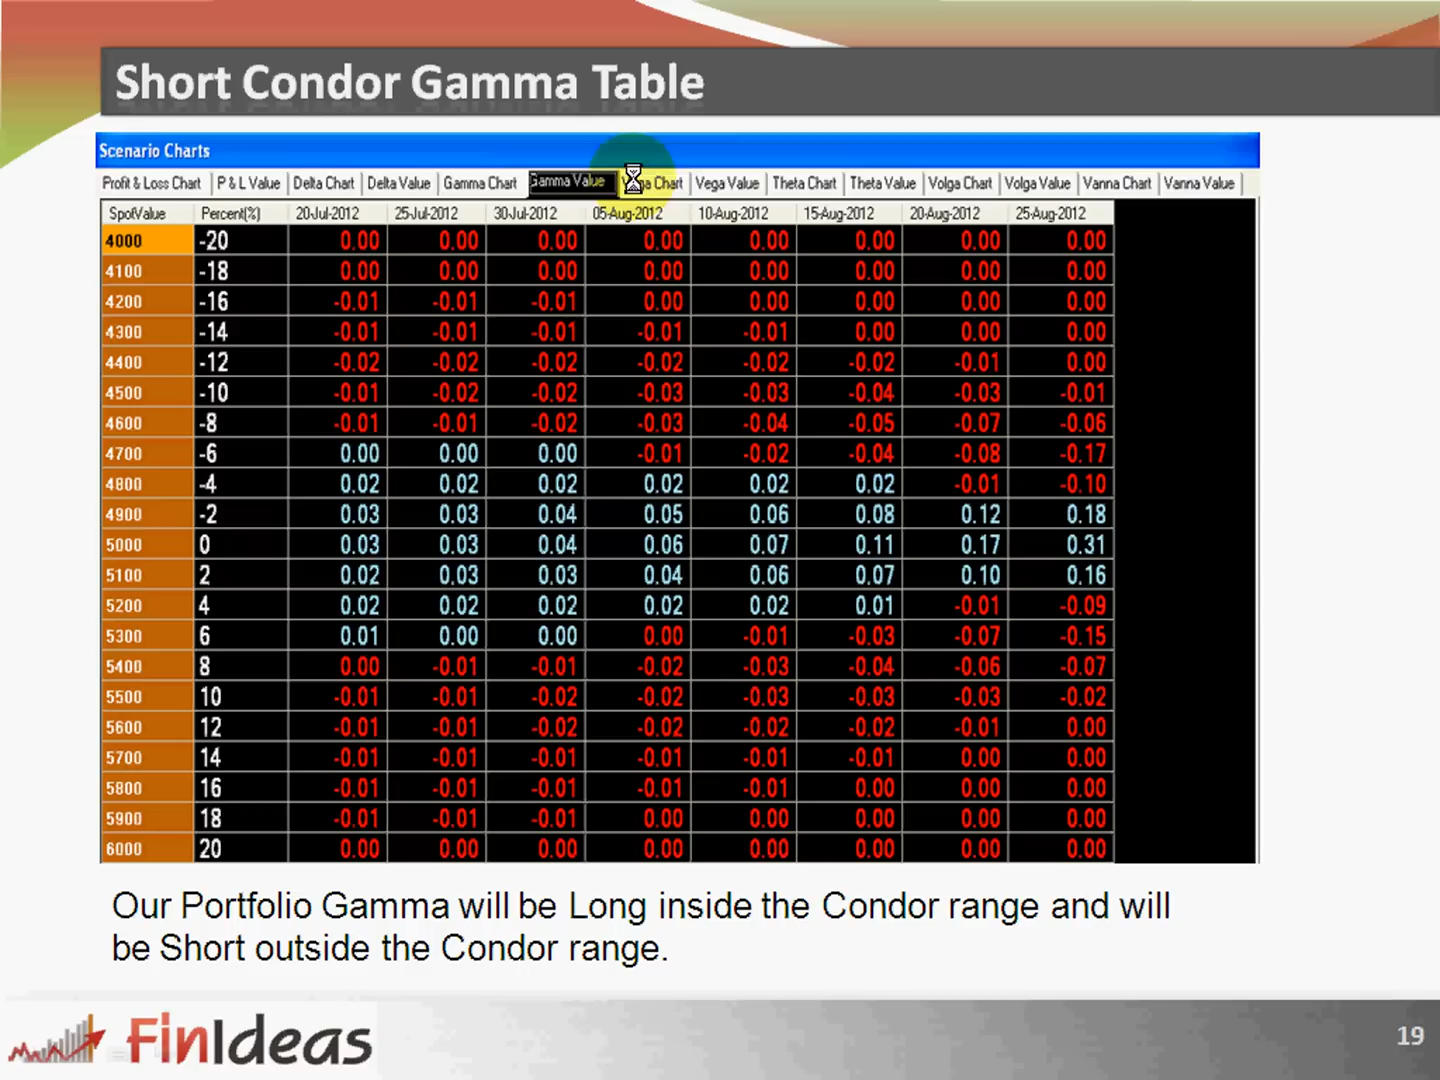 Short Condor Gamma Table
Scenario Charts
Profit & Loss Chart P & L Value Delta Chart Delta Value Gamma Chart Gamma Value Chart Vega Value Theta Chart Theta Value Volga Chart Volga Value Vanna Chart Vanna Value
SpotValue Percent(%) 20-Jul-2012 25-Jul-2012 30-Jul-2012 05-Aug-2012 10-Aug-2012 15-Aug-2012 20-Aug-2012 25-Aug-2012
4000 -20 0.00 0.00 0.00 0.00 0.00 0.00 0.00 0.00
4100 -18 0.00 0.00 0.00 0.00 0.00 0.00 0.00 0.00
4200 -16 -0.01 -0.01 -0.01 0.00 0.00 0.00 0.00 0.00
4300 -14 -0.01 -0.01 -0.01 -0.01 -0.01 0.00 0.00 0.00
4400 -12 -0.02 -0.02 -0.02 -0.02 -0.02 -0.02 -0.01 0.00
4500 -10 -0.01 -0.02 -0.02 -0.03 -0.03 -0.04 -0.03 -0.01
4600 -8 -0.01 -0.01 -0.02 -0.03 -0.04 -0.05 -0.07 -0.06
4700 -6 0.00 0.00 0.00 -0.01 -0.02 -0.04 -0.08 -0.17
4800 -4 0.02 0.02 0.02 0.02 0.02 0.02 -0.01 -0.10
4900 -2 0.03 0.03 0.04 0.05 0.06 0.08 0.12 0.18
5000 0 0.03 0.03 0.04 0.06 0.07 0.11 0.17 0.31
5100 2 0.02 0.03 0.03 0.04 0.06 0.07 0.10 0.16
5200 4 0.02 0.02 0.02 0.02 0.02 0.01 -0.01 -0.09
5300 6 0.01 0.00 0.00 0.00 -0.01 -0.03 -0.07 -0.15
5400 8 0.00 -0.01 -0.01 -0.02 -0.03 -0.04 -0.06 -0.07
5500 10 -0.01 -0.01 -0.02 -0.02 -0.03 -0.03 -0.03 -0.02
5600 12 -0.01 -0.01 -0.02 -0.02 -0.02 -0.02 -0.01 0.00
5700 14 -0.01 -0.01 -0.01 -0.01 -0.01 -0.01 0.00 0.00
5800 16 -0.01 -0.01 -0.01 -0.01 -0.01 0.00 0.00 0.00
5900 18 -0.01 -0.01 -0.01 0.00 0.00 0.00 0.00 0.00
6000 20 0.00 0.00 0.00 0.00 0.00 0.00 0.00 0.00
Our Portfolio Gamma will be Long inside the Condor range and will
be Short outside the Condor range.
FinIdeas
19